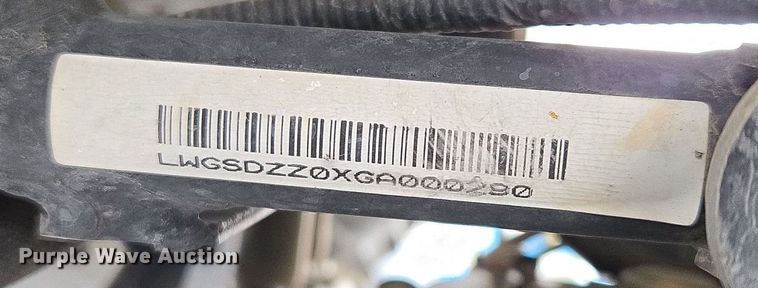 LWGSDZZ0XGA000290
Purple Wave Auction